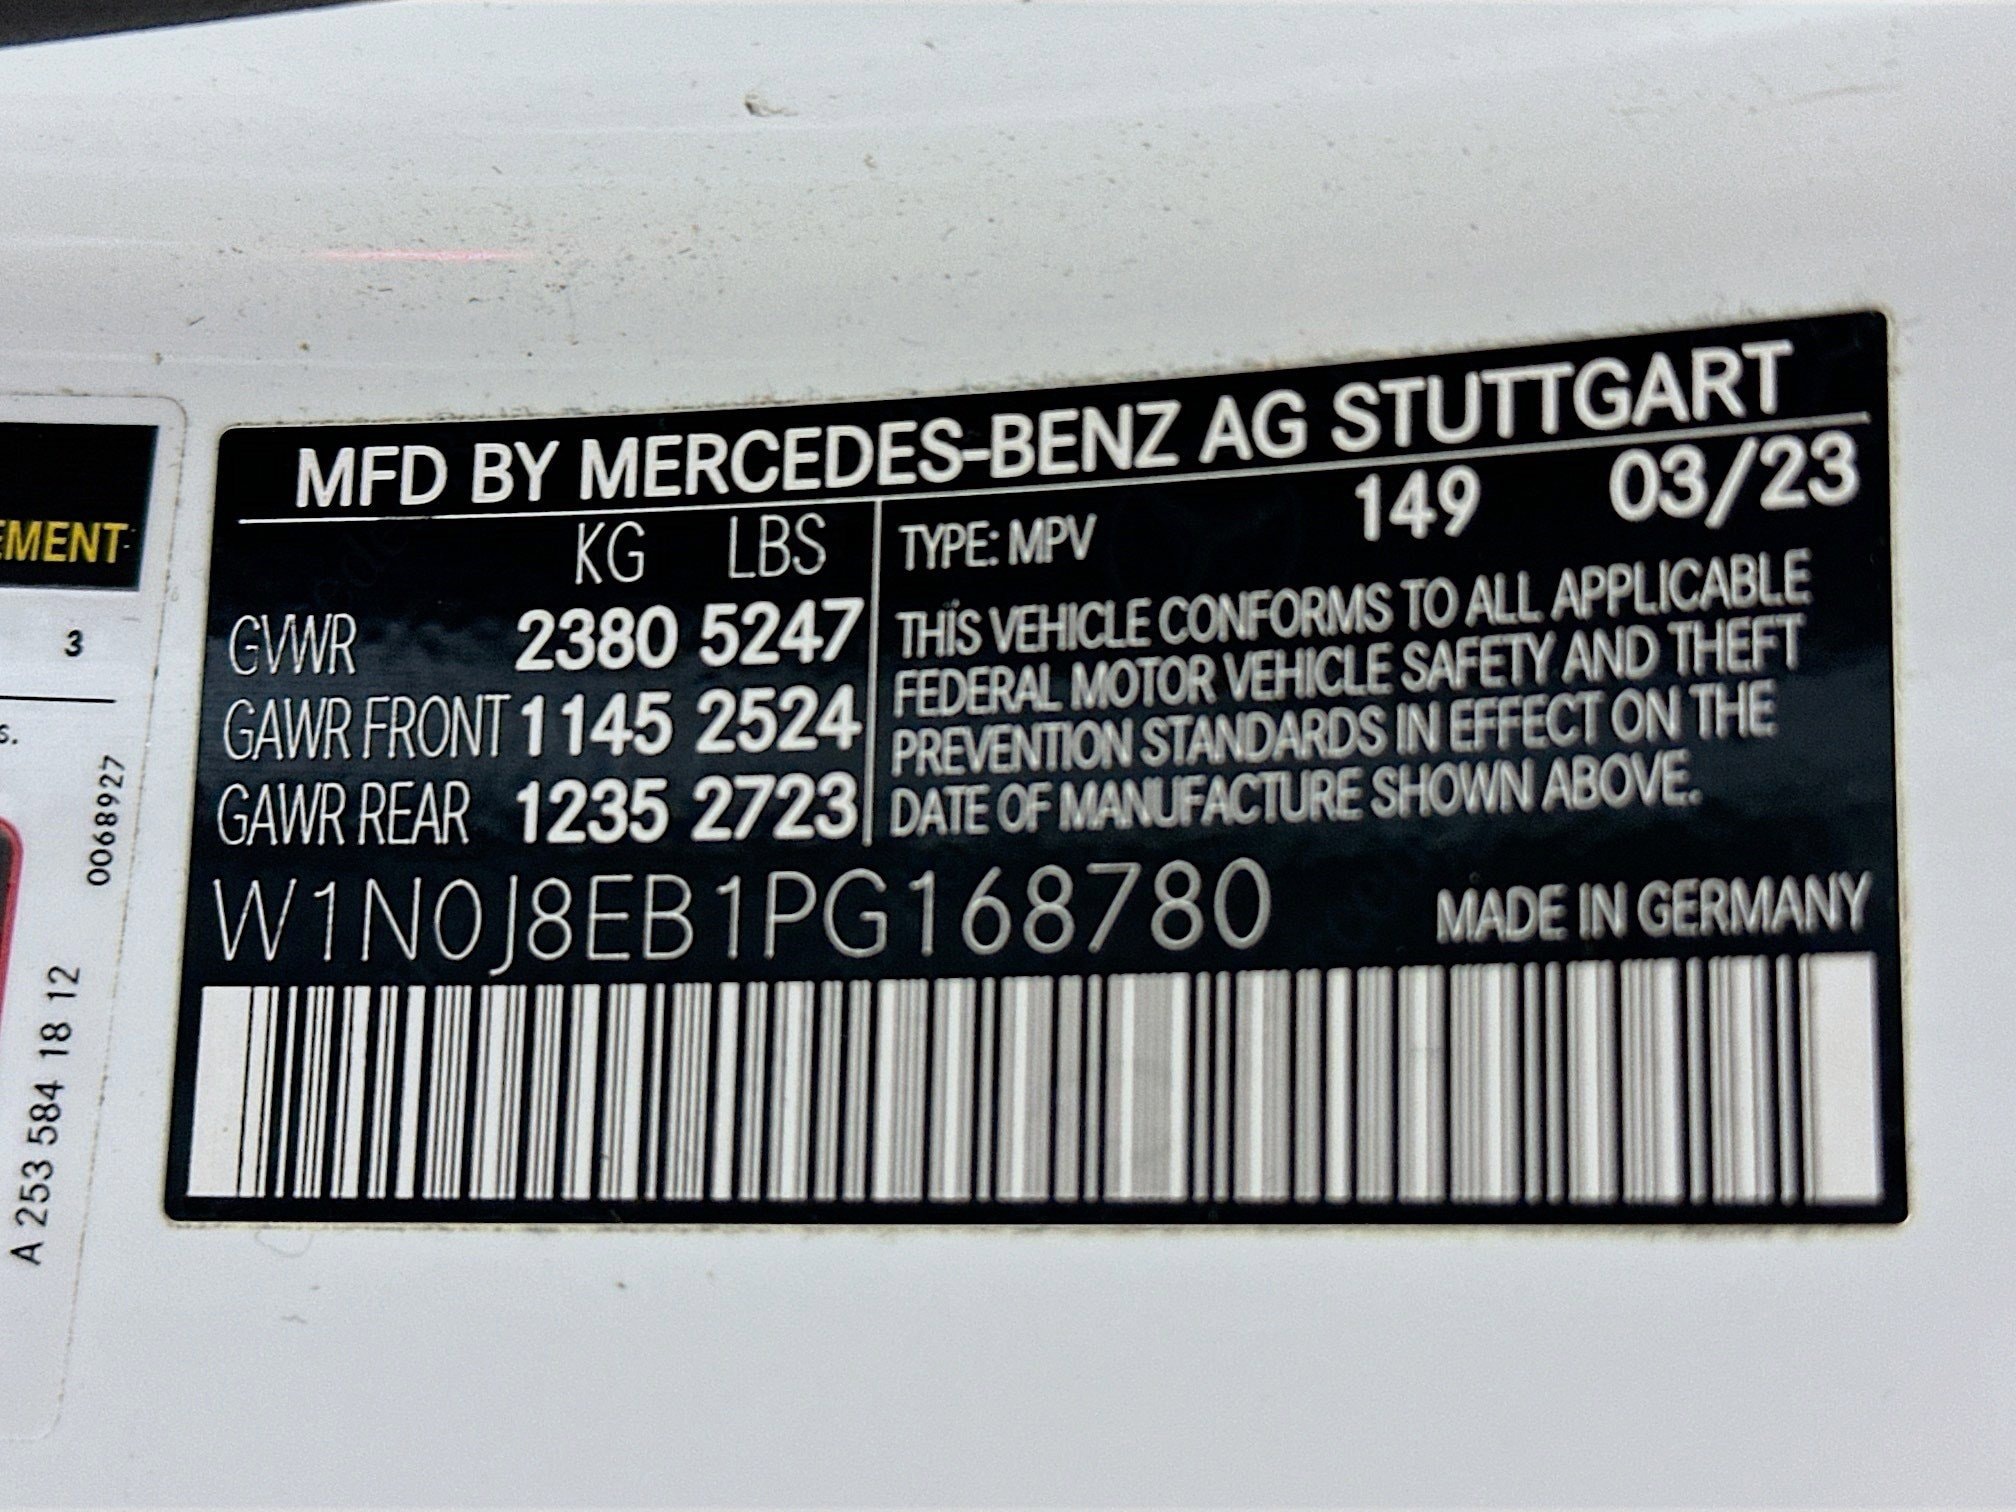 MFD BY MERCEDES-BENZ AG STUTTGART
KG LBS
GVWR 2380 5247
GAWR FRONT 1145 2524
GAWR REAR 1235 2723
TYPE: MPV 149 03/23
THIS VEHICLE CONFORMS TO ALL APPLICABLE
FEDERAL MOTOR VEHICLE SAFETY AND THEFT
PREVENTION STANDARDS IN EFFECT ON THE
DATE OF MANUFACTURE SHOWN ABOVE.
W1N0J8EB1PG168780 MADE IN GERMANY
3
0068927
A 253 584 18 12